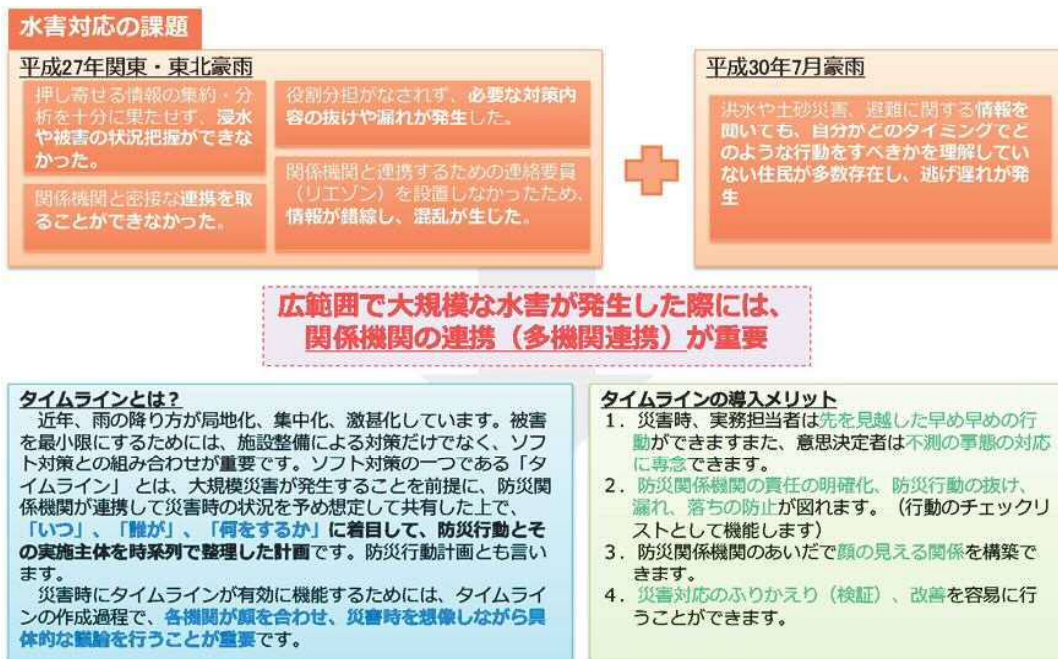 水害対応の課題
平成27年関東・東北豪雨
押し寄せる情報の集約・分
析を十分に果たせず、浸水
や被害の状況把握ができな
かった。
関係機関と密接な連携を取
ることができなかった。
役割分担がなされず、必要な対策内
容の抜けや漏れが発生した。
関係機関と連携するための連絡要員
（リエゾン）を設置しなかったため、
情報が錯綜し、混乱が生じた。
平成30年7月豪雨
洪水や土砂災害、避難に関する情報を
聞いても、自分がどのタイミングでど
のような行動をすべきかを理解してい
ない住民が多数存在し、逃げ遅れが発
生
広範囲で大規模な水害が発生した際には、
関係機関の連携（多機関連携）が重要
タイムラインとは？
近年、雨の降り方が局地化、集中化、激甚化しています。被害
を最小限にするためには、施設整備による対策だけでなく、ソフ
ト対策との組み合わせが重要です。ソフト対策の一つである「タ
イムライン」 とは、大規模災害が発生することを前提に、防災関
係機関が連携して災害時の状況を予め想定して共有した上で、
「いつ」、「誰が」、「何をするか」に着目して、防災行動とそ
の実施主体を時系列で整理した計画です。防災行動計画とも言い
ます。
災害時にタイムラインが有効に機能するためには、タイムライ
ンの作成過程で、各機関が顔を合わせ、災害時を想像しながら具
体的な議論を行うことが重要です。
タイムラインの導入メリット
1．災害時、実務担当者は先を見越した早め早めの行
動ができますまた、意思決定者は不測の事態の対応
に専念できます。
2．防災関係機関の責任の明確化、防災行動の抜け、
漏れ、落ちの防止が図れます。（行動のチェックリ
ストとして機能します）
3．防災関係機関のあいだで顔の見える関係を構築で
きます。
4．災害対応のふりかえり（検証）、改善を容易に行
うことができます。